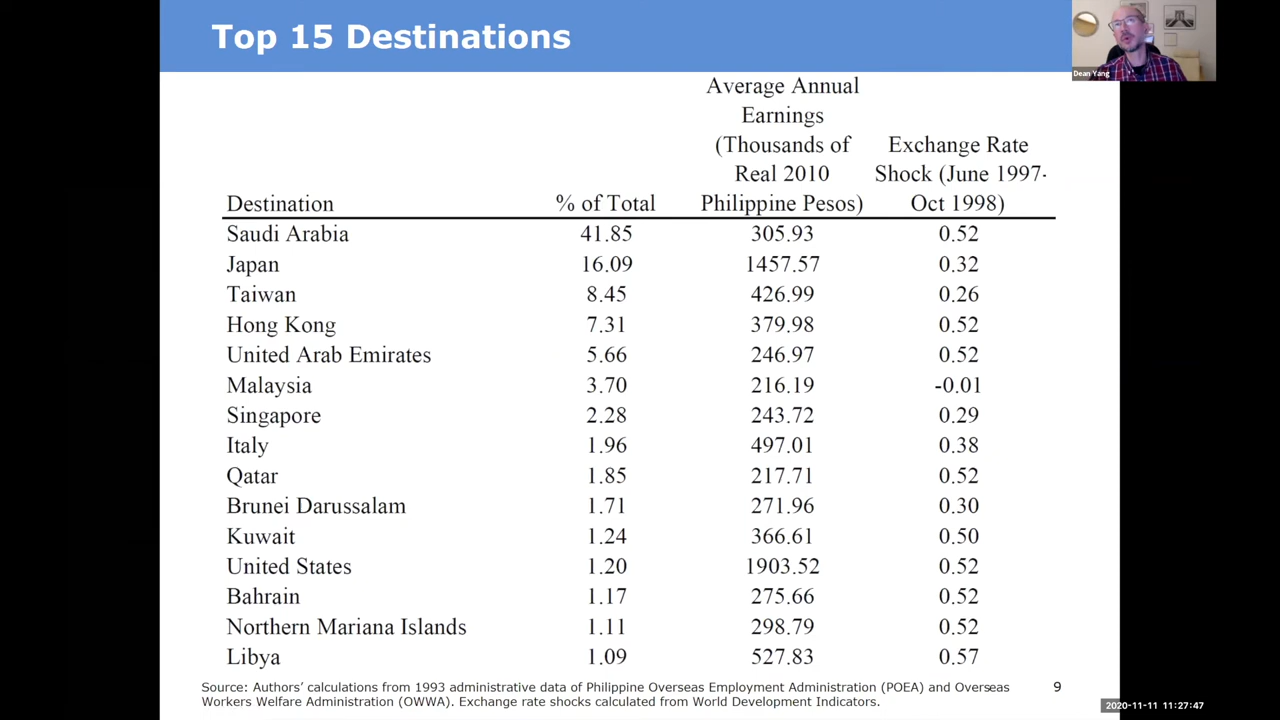 Top 15 Destinations
Dean Yang
Average Annual
Earnings
(Thousands of
Exchange Rate
Real 2010
Shock (June 1997-
Destination % of Total Philippine Pesos) Oct 1998)
Saudi Arabia 41.85 305.93 0.52
Japan 16.09 1457.57 0.32
Taiwan 8.45 426.99 0.26
Hong Kong 7.31 379.98 0.52
United Arab Emirates 5.66 246.97 0.52
Malaysia 3.70 216.19 -0.01
Singapore 2.28 243.72 0.29
Italy 1.96 497.01 0.38
Qatar 1.85 217.71 0.52
Brunei Darussalam 1.71 271.96 0.30
Kuwait 1.24 366.61 0.50
United States 1.20 1903.52 0.52
Bahrain 1.17 275.66 0.52
Northern Mariana Islands 1.11 298.79 0.52
Libya 1.09 527.83 0.57
Source: Authors’ calculations from 1993 administrative data of Philippine Overseas Employment Administration (POEA) and Overseas
Workers Welfare Administration (OWWA). Exchange rate shocks calculated from World Development Indicators.
9
2020-11-11 11:27:47